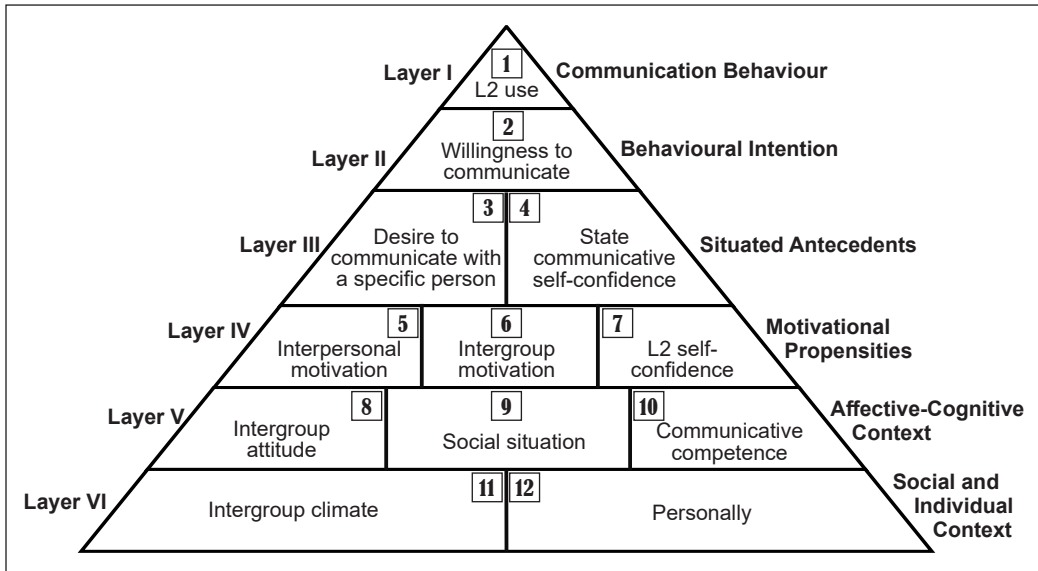 Layer I
1
L2 use
Communication Behaviour
Layer II
2
Willingness to
communicate
Behavioural Intention
Layer III
3
Desire to
communicate with
a specific person
4
State
communicative
self-confidence
Situated Antecedents
Layer IV
5
Interpersonal
motivation
6
Intergroup
motivation
7
L2 self-
confidence
Motivational
Propensities
Layer V
8
Intergroup
attitude
9
Social situation
10
Communicative
competence
Affective-Cognitive
Context
Layer VI
11
Intergroup climate
12
Personally
Social and
Individual
Context